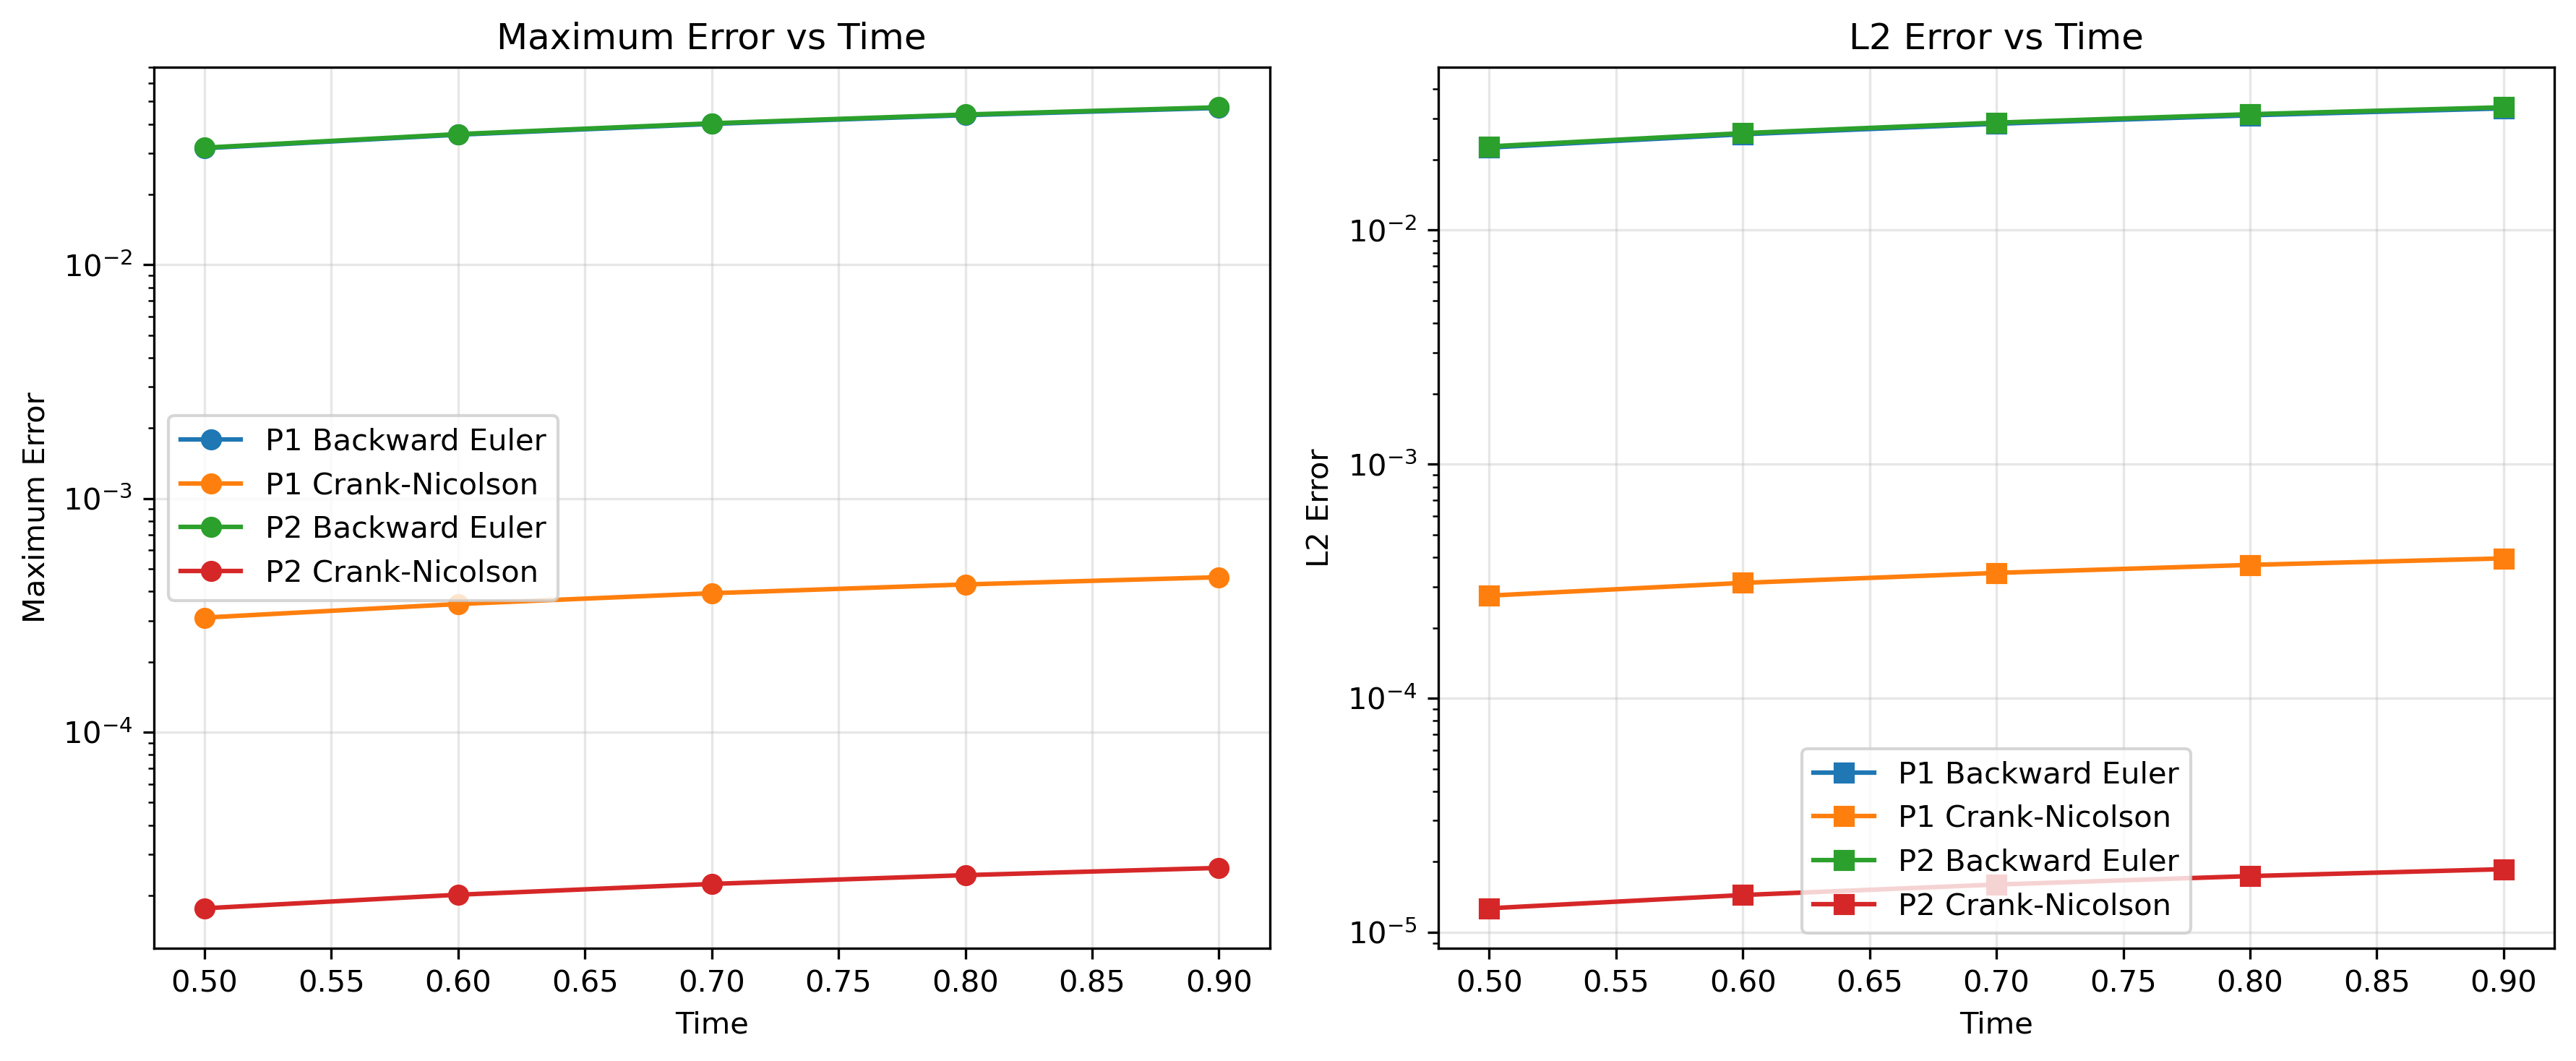 Maximum Error vs Time
Maximum Error
10⁻²
10⁻³
10⁻⁴
P1 Backward Euler
P1 Crank-Nicolson
P2 Backward Euler
P2 Crank-Nicolson
0.50 0.55 0.60 0.65 0.70 0.75 0.80 0.85 0.90
Time
L2 Error vs Time
L2 Error
10⁻²
10⁻³
10⁻⁴
10⁻⁵
P1 Backward Euler
P1 Crank-Nicolson
P2 Backward Euler
P2 Crank-Nicolson
0.50 0.55 0.60 0.65 0.70 0.75 0.80 0.85 0.90
Time